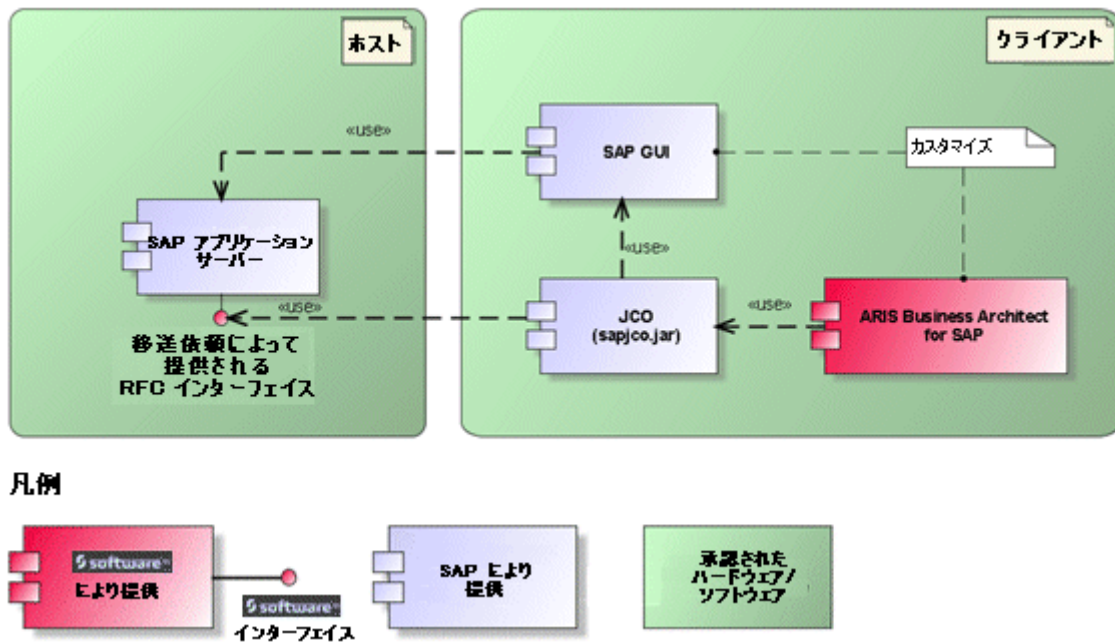 ホスト
クライアント
«use»
SAP GUI
カスタマイズ
SAP アプリケーション
サーバー
«use»
«use»
JCO
(sapjco.jar)
«use»
ARIS Business Architect
for SAP
移送依頼によって
提供される
RFC インターフェイス
凡例
software
により提供
software
インターフェイス
SAP により
提供
承認された
ハードウェア/
ソフトウェア